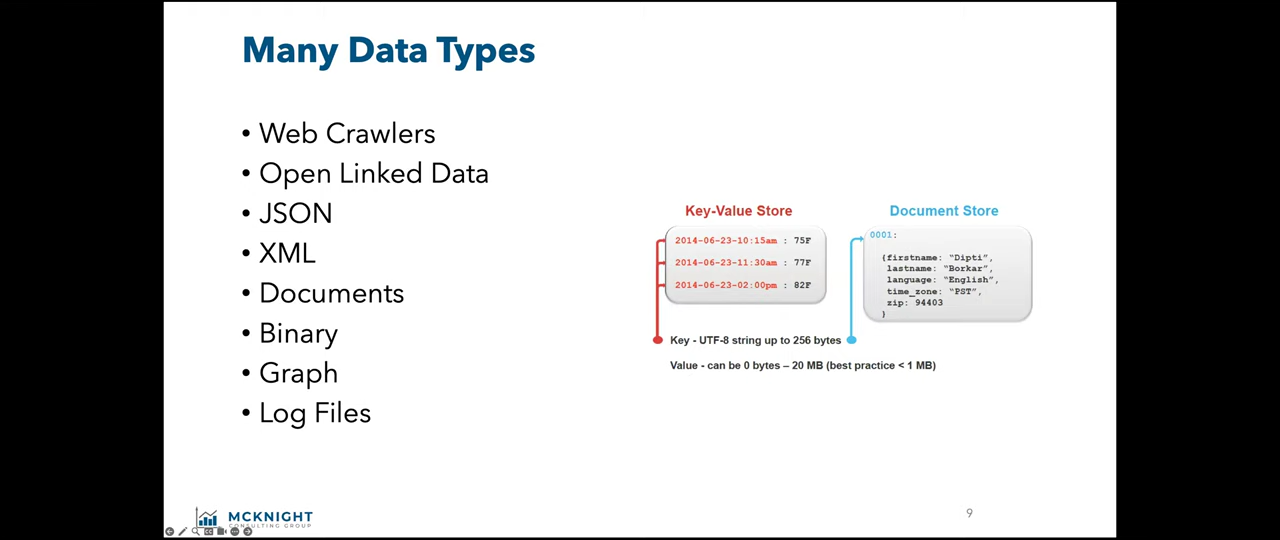 Many Data Types
• Web Crawlers
• Open Linked Data
• JSON
• XML
• Documents
• Binary
• Graph
• Log Files
Key-Value Store
2014-06-23-10:15am : 75F
2014-06-23-11:30am : 77F
2014-06-23-02:00pm : 82F
Document Store
0001:
{firstname: “Dipti”,
lastname: “Borkar”,
language: “English”,
time_zone: “PST”,
zip: 94403
}
Key - UTF-8 string up to 256 bytes
Value - can be 0 bytes – 20 MB (best practice < 1 MB)
MCKNIGHT
CONSULTING GROUP
9